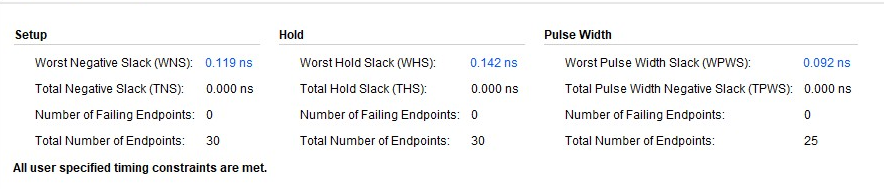 Setup Hold Pulse Width
Worst Negative Slack (WNS): 0.119 ns Worst Hold Slack (WHS): 0.142 ns Worst Pulse Width Slack (WPWS): 0.092 ns
Total Negative Slack (TNS): 0.000 ns Total Hold Slack (THS): 0.000 ns Total Pulse Width Negative Slack (TPWS): 0.000 ns
Number of Failing Endpoints: 0 Number of Failing Endpoints: 0 Number of Failing Endpoints: 0
Total Number of Endpoints: 30 Total Number of Endpoints: 30 Total Number of Endpoints: 25
All user specified timing constraints are met.